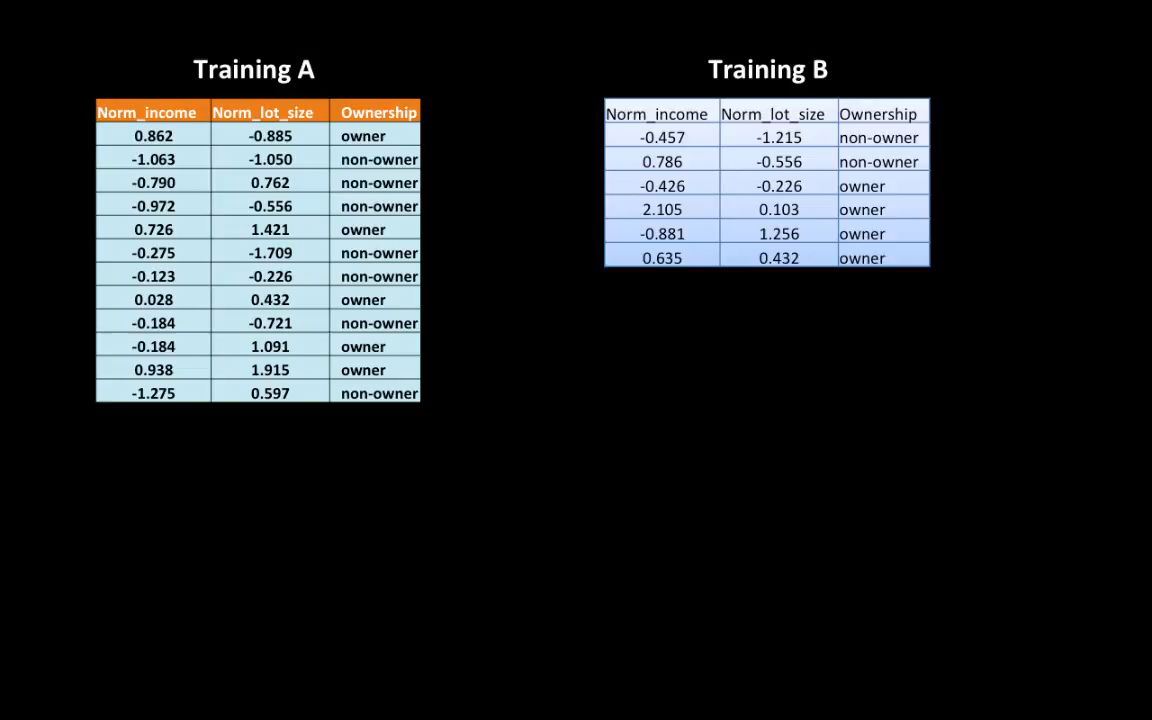 Training A
Norm_income Norm_lot_size Ownership
0.862 -0.885 owner
-1.063 -1.050 non-owner
-0.790 0.762 non-owner
-0.972 -0.556 non-owner
0.726 1.421 owner
-0.275 -1.709 non-owner
-0.123 -0.226 non-owner
0.028 0.432 owner
-0.184 -0.721 non-owner
-0.184 1.091 owner
0.938 1.915 owner
-1.275 0.597 non-owner
Training B
Norm_income Norm_lot_size Ownership
-0.457 -1.215 non-owner
0.786 -0.556 non-owner
-0.426 -0.226 owner
2.105 0.103 owner
-0.881 1.256 owner
0.635 0.432 owner